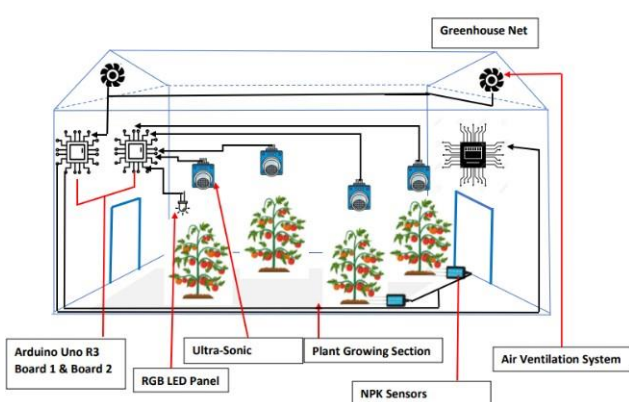 Greenhouse Net
Arduino Uno R3
Board 1 & Board 2
RGB LED Panel
Ultra-Sonic
Plant Growing Section
NPK Sensors
Air Ventilation System